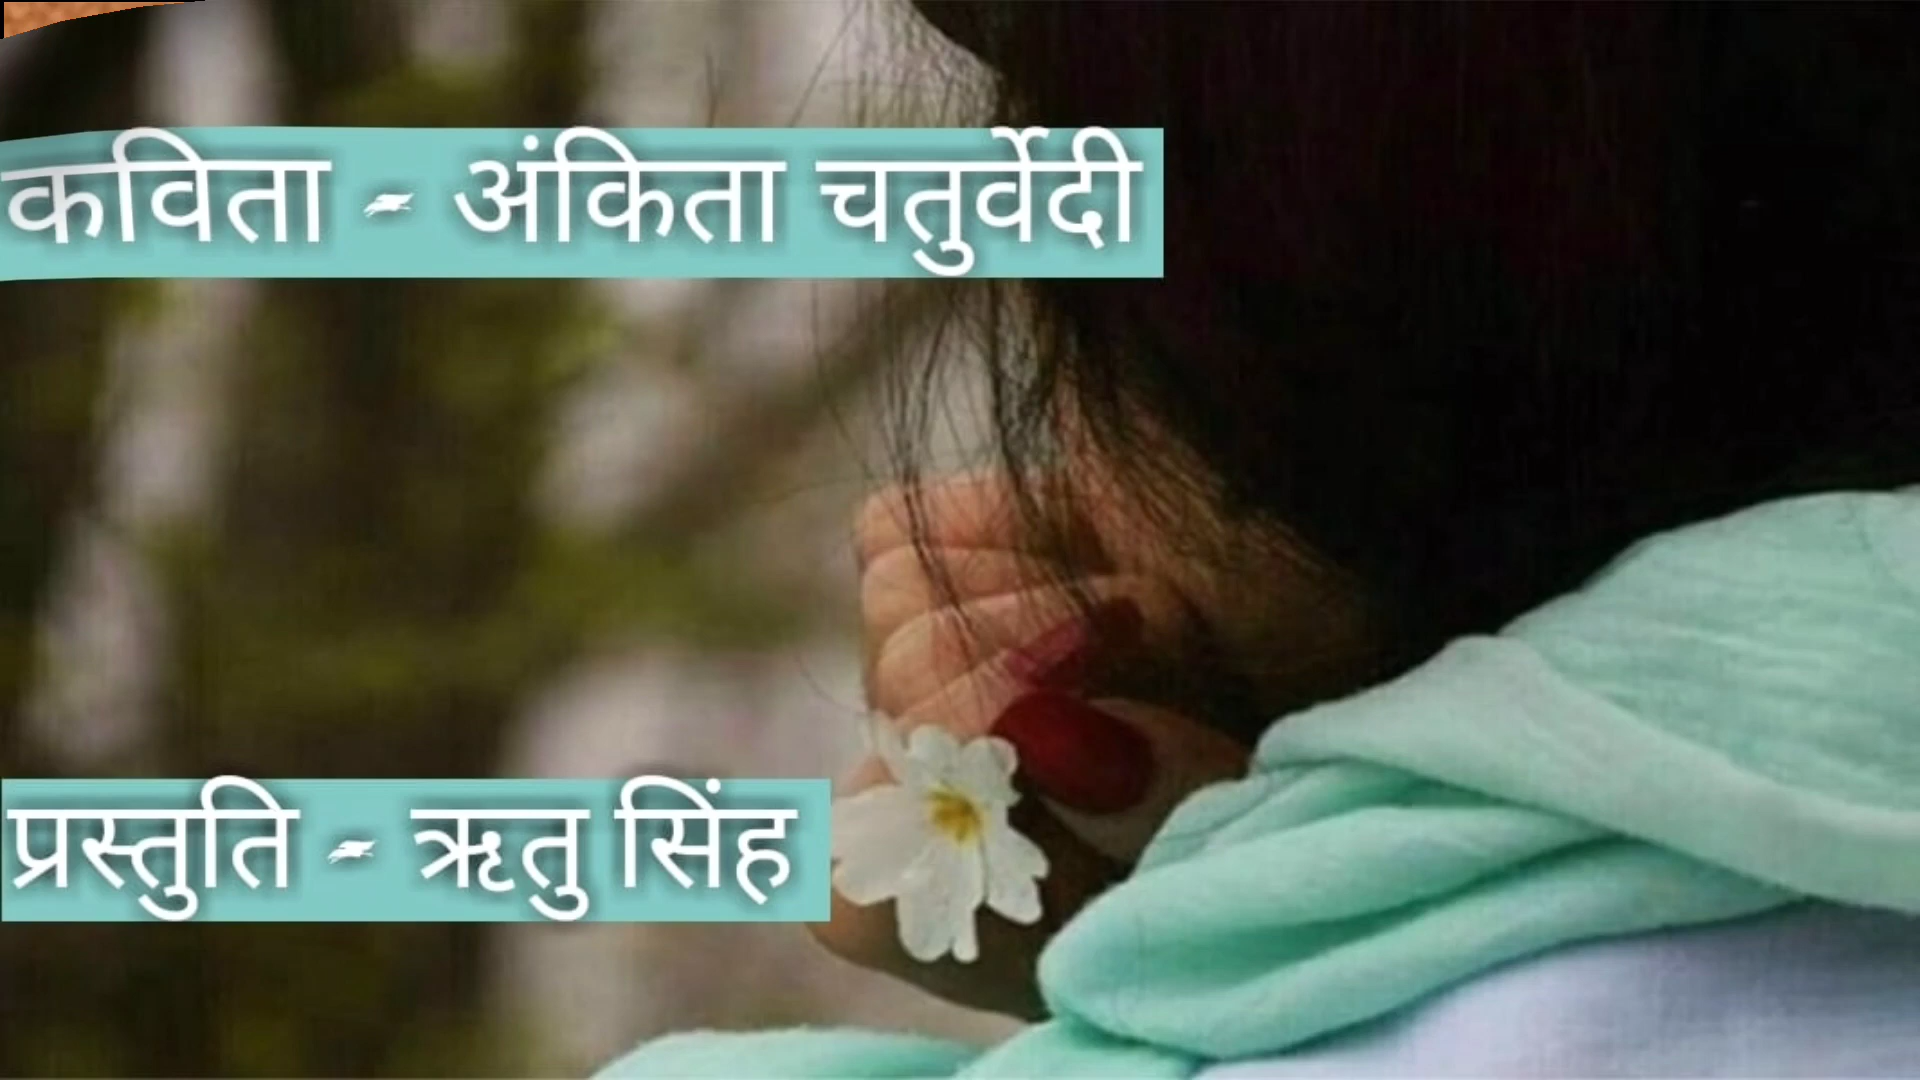 कविता - अंकिता चतुर्वेदी
प्रस्तुति - ऋतु सिंह